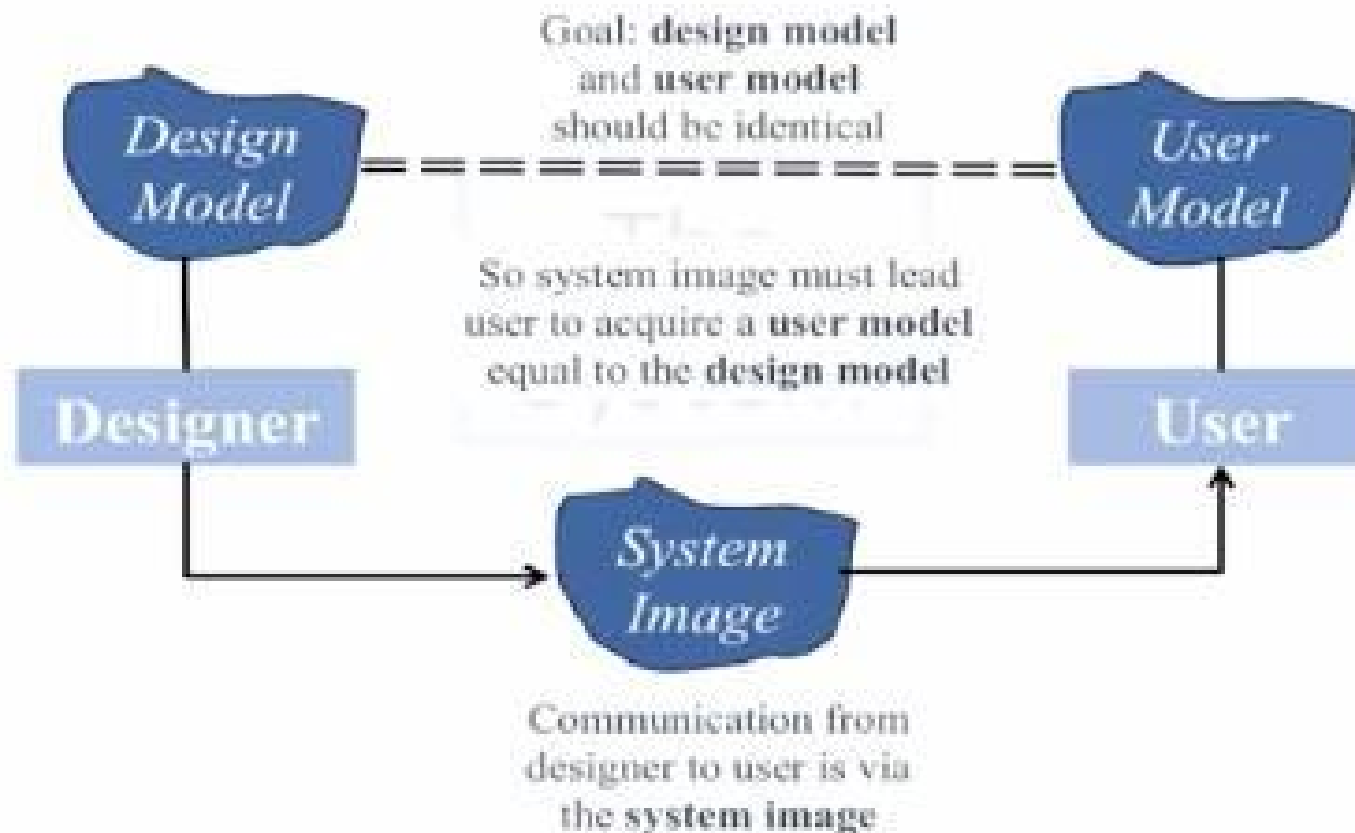 Goal: design model
and user model
should be identical
Design
Model
User
Model
So system image must lead
user to acquire a user model
equal to the design model
Designer
User
System
Image
Communication from
designer to user is via
the system image